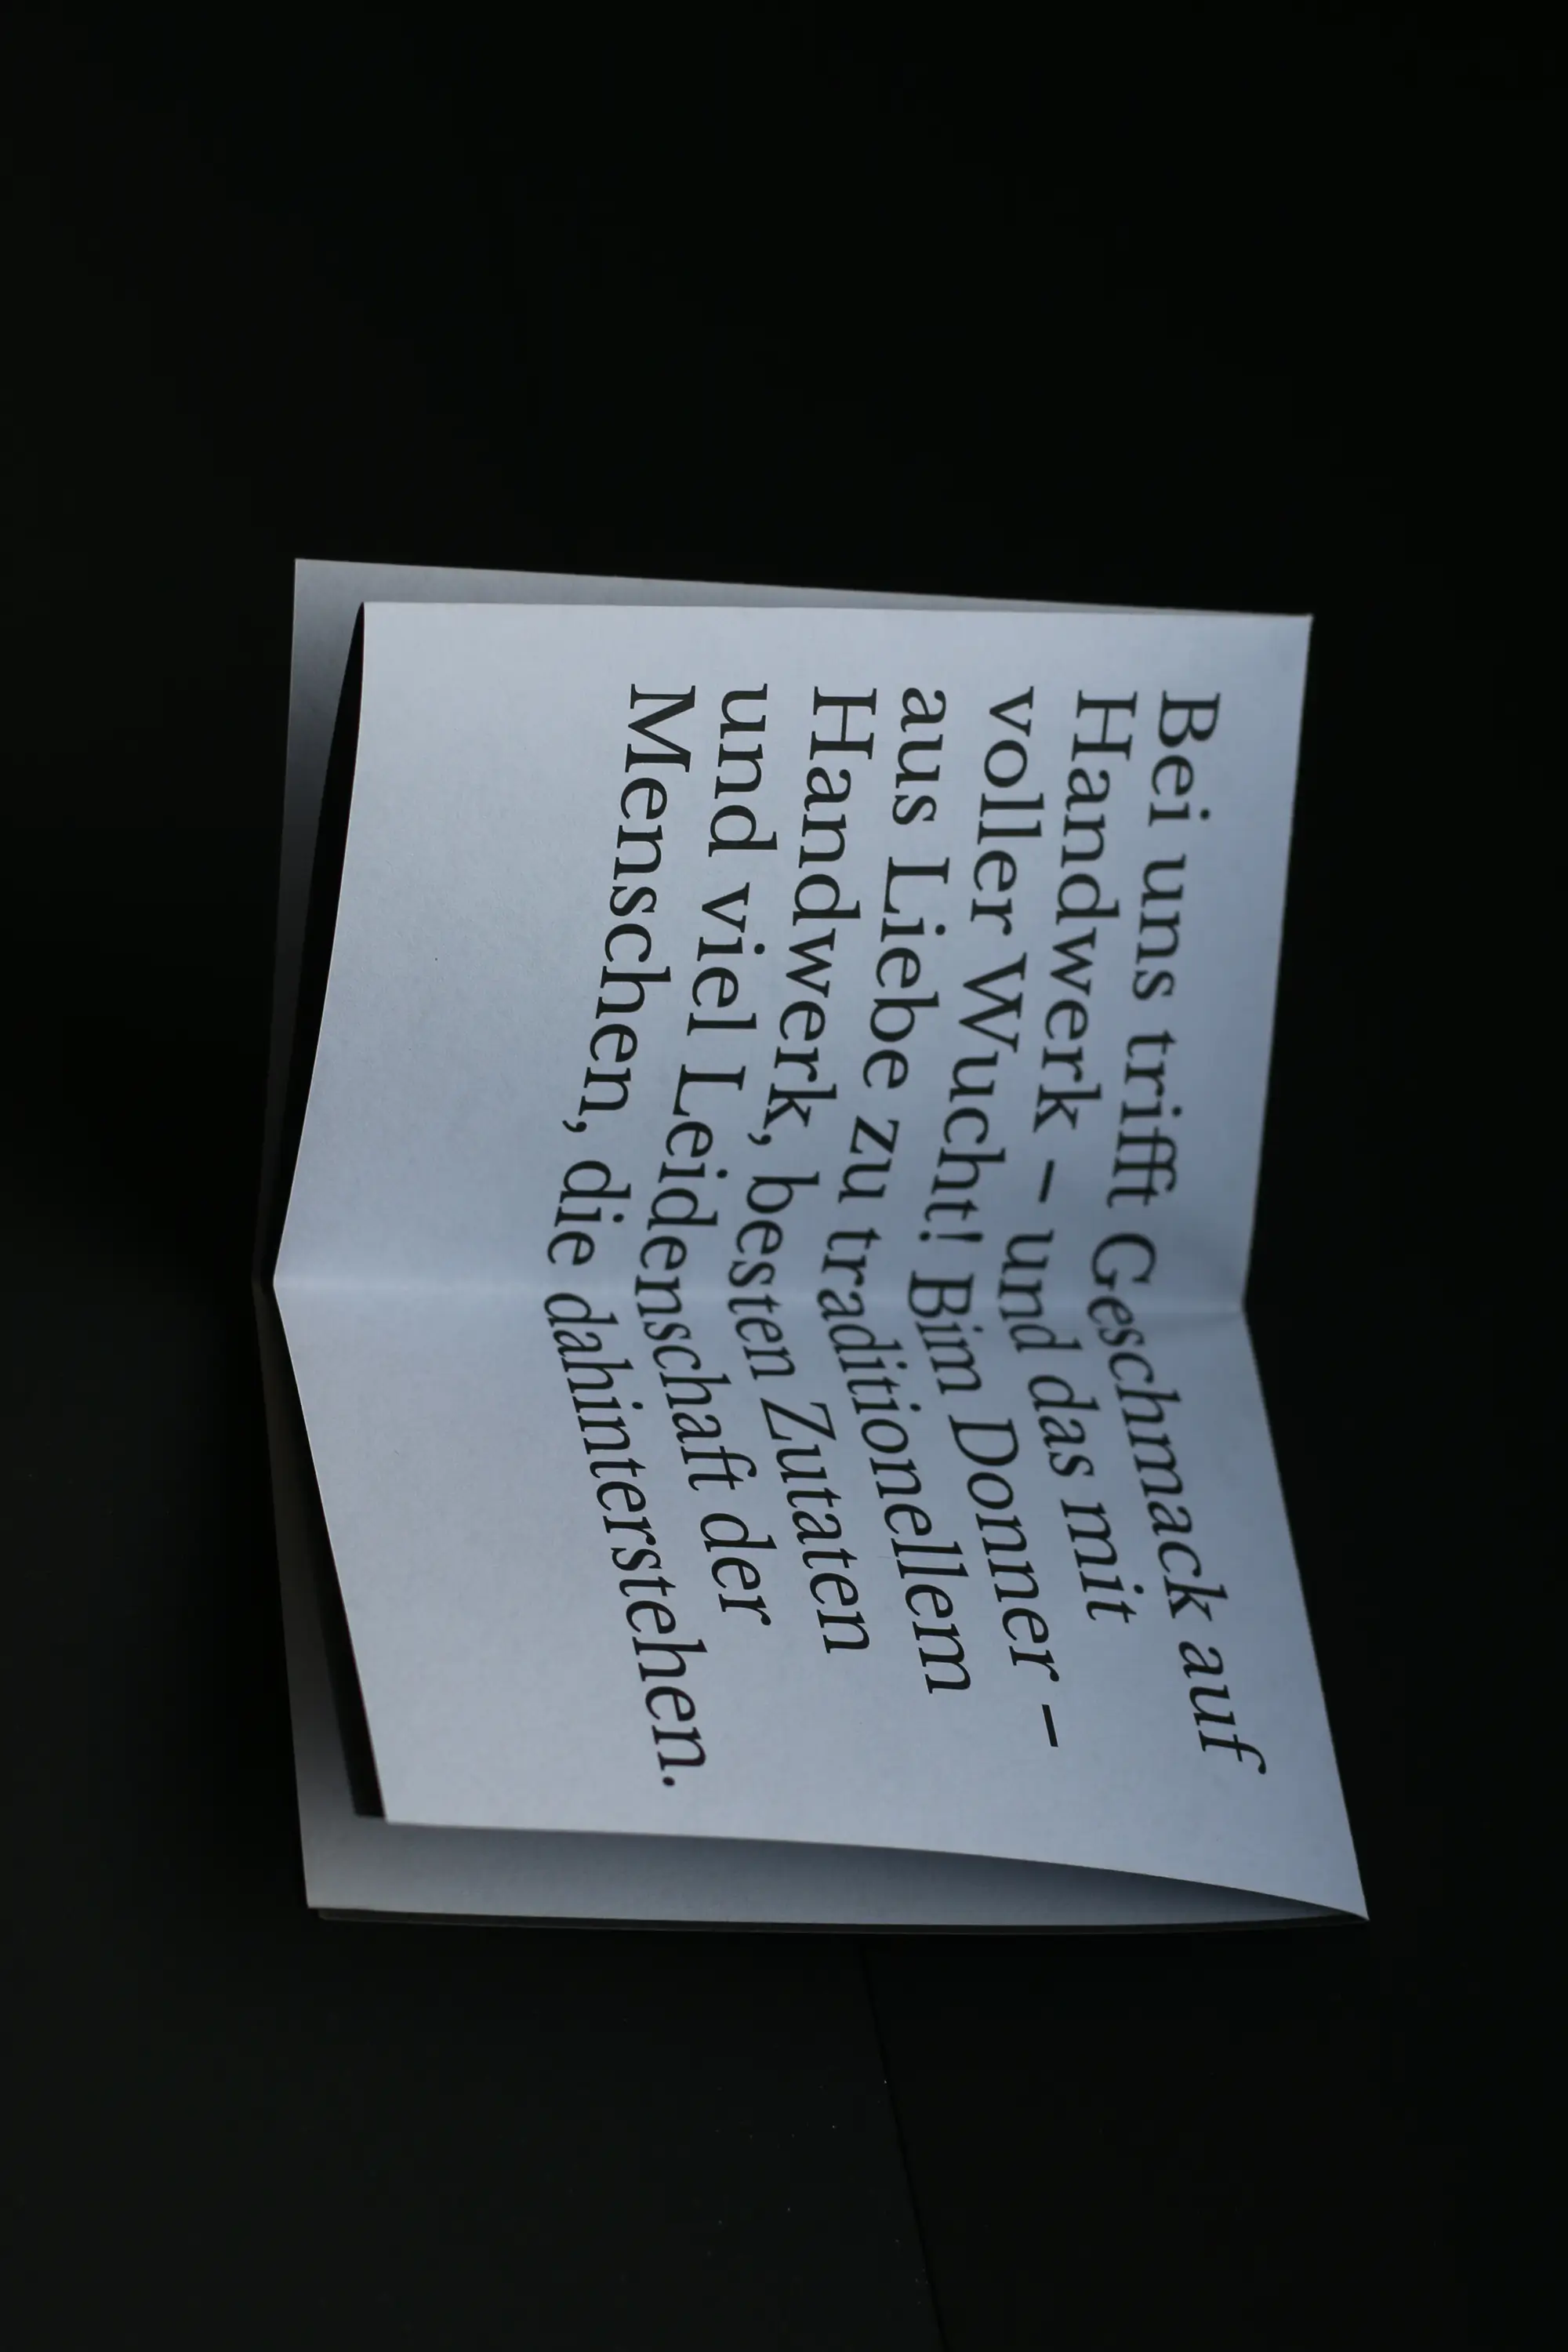 Bei uns trifft Geschmack auf
Handwerk – und das mit
voller Wucht! Bim Donner –
aus Liebe zu traditionellem
Handwerk, besten Zutaten
und viel Leidenschaft der
Menschen, die dahinterstehen.